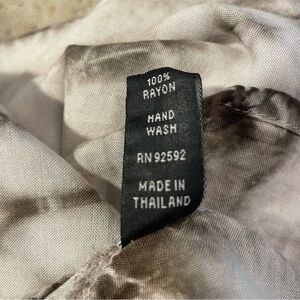 100%
RAYON
HAND
WASH
RN 92592
MADE IN
THAILAND